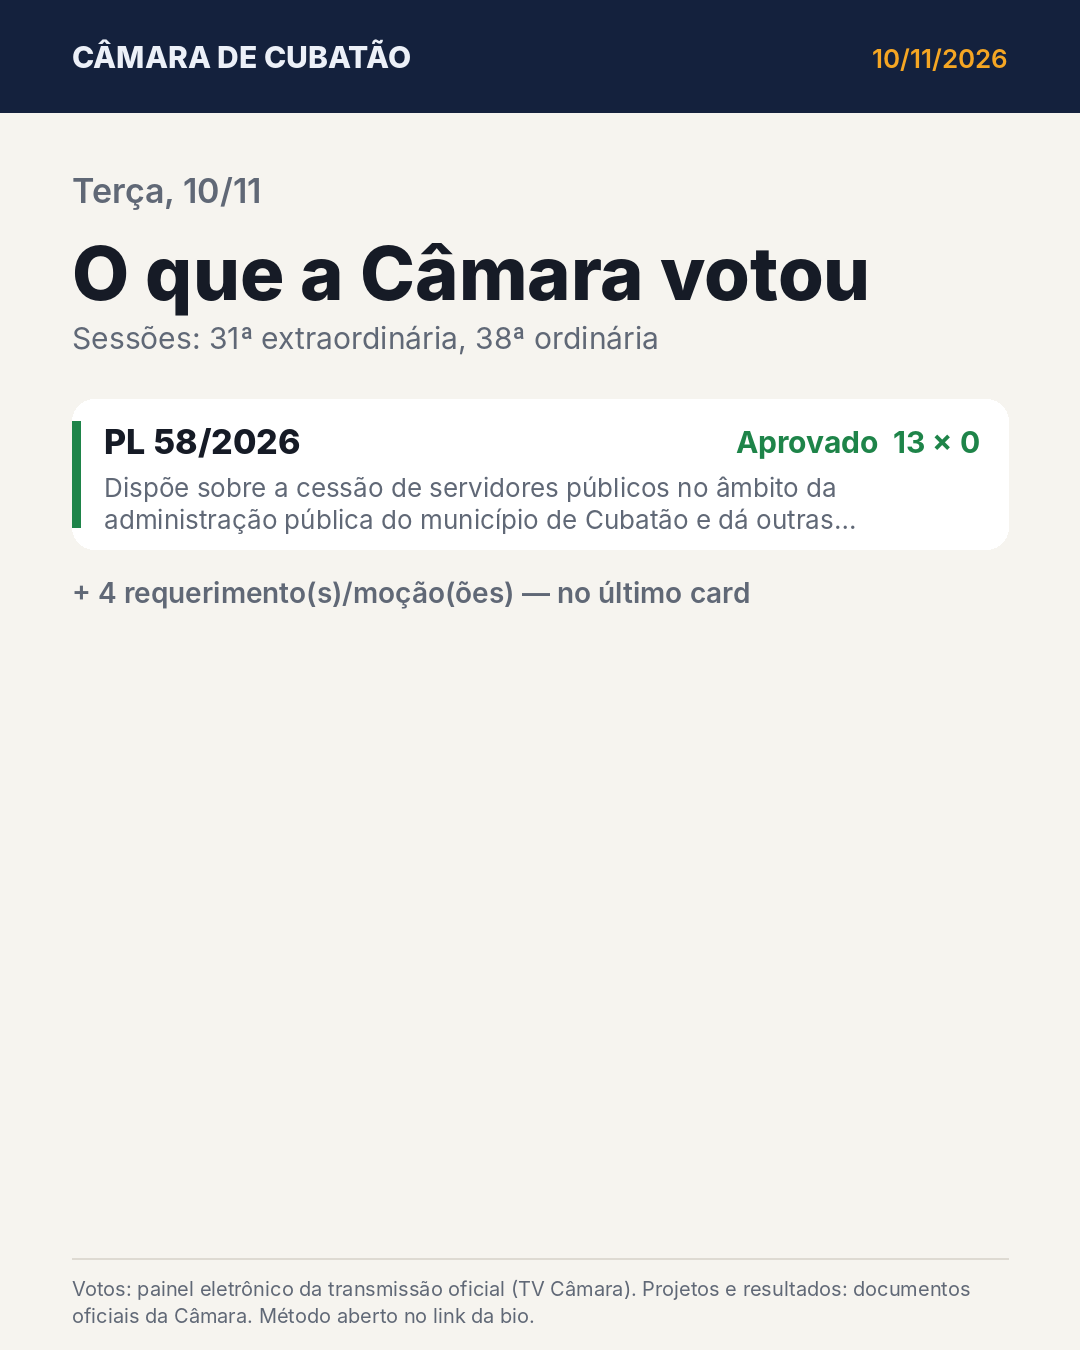 CÂMARA DE CUBATÃO
10/11/2026
Terça, 10/11
O que a Câmara votou
Sessões: 31ª extraordinária, 38ª ordinária
PL 58/2026
Aprovado 13 × 0
Dispõe sobre a cessão de servidores públicos no âmbito da
administração pública do município de Cubatão e dá outras…
+ 4 requerimento(s)/moção(ões) — no último card
Votos: painel eletrônico da transmissão oficial (TV Câmara). Projetos e resultados: documentos
oficiais da Câmara. Método aberto no link da bio.